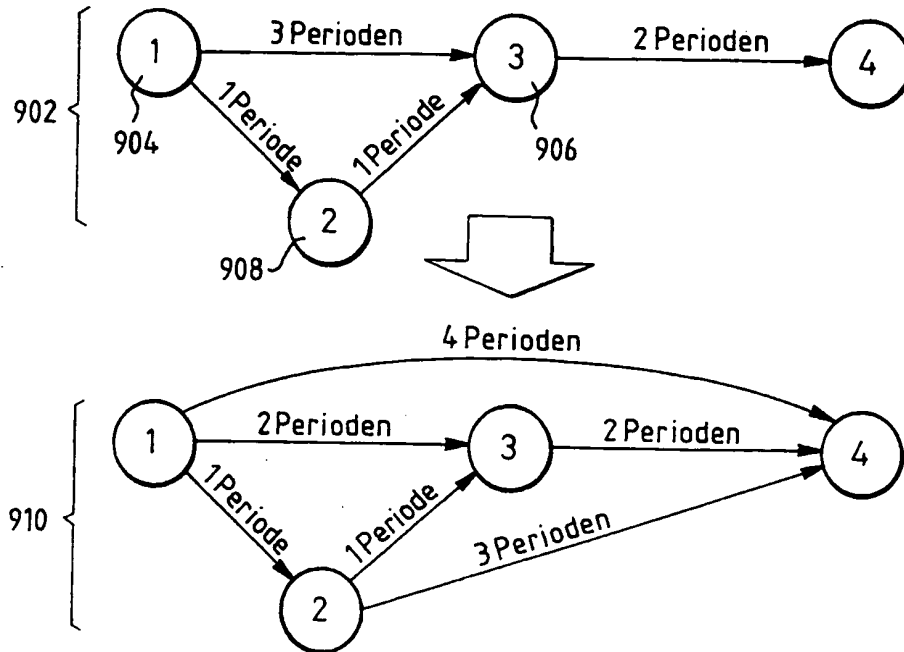 1
3 Perioden
3
2 Perioden
4
902
904
1 Periode
1 Periode
906
2
908
4 Perioden
1
2 Perioden
3
2 Perioden
4
910
1 Periode
1 Periode
3 Perioden
2